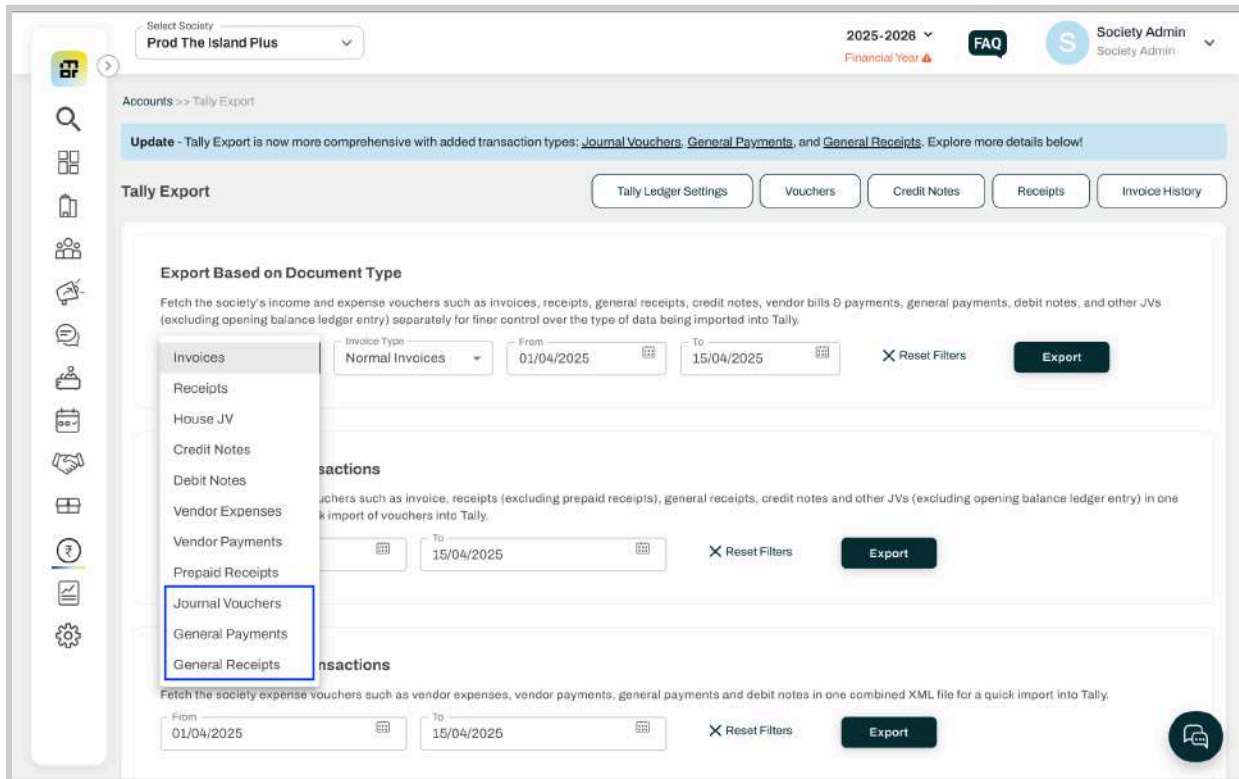 Select Society
Prod The Island Plus
2025-2026
Financial Year
FAQ
S
Society Admin
Society Admin
Accounts >> Tally Export
Update - Tally Export is now more comprehensive with added transaction types: Journal Vouchers, General Payments, and General Receipts. Explore more details below!
Tally Export
Tally Ledger Settings
Vouchers
Credit Notes
Receipts
Invoice History
Export Based on Document Type
Fetch the society's income and expense vouchers such as invoices, receipts, general receipts, credit notes, vendor bills & payments, general payments, debit notes, and other JVs
(excluding opening balance ledger entry) separately for finer control over the type of data being imported into Tally.
Invoices
Receipts
House JV
Credit Notes
Debit Notes
Vendor Expenses
Vendor Payments
Prepaid Receipts
Journal Vouchers
General Payments
General Receipts
Invoice Type
Normal Invoices
From
01/04/2025
To
15/04/2025
Reset Filters
Export
sactions
uchers such as invoice, receipts (excluding prepaid receipts), general receipts, credit notes and other JVs (excluding opening balance ledger entry) in one
k import of vouchers into Tally.
To
15/04/2025
Reset Filters
Export
nsactions
Fetch the society expense vouchers such as vendor expenses, vendor payments, general payments and debit notes in one combined XML file for a quick import into Tally.
From
01/04/2025
To
15/04/2025
Reset Filters
Export